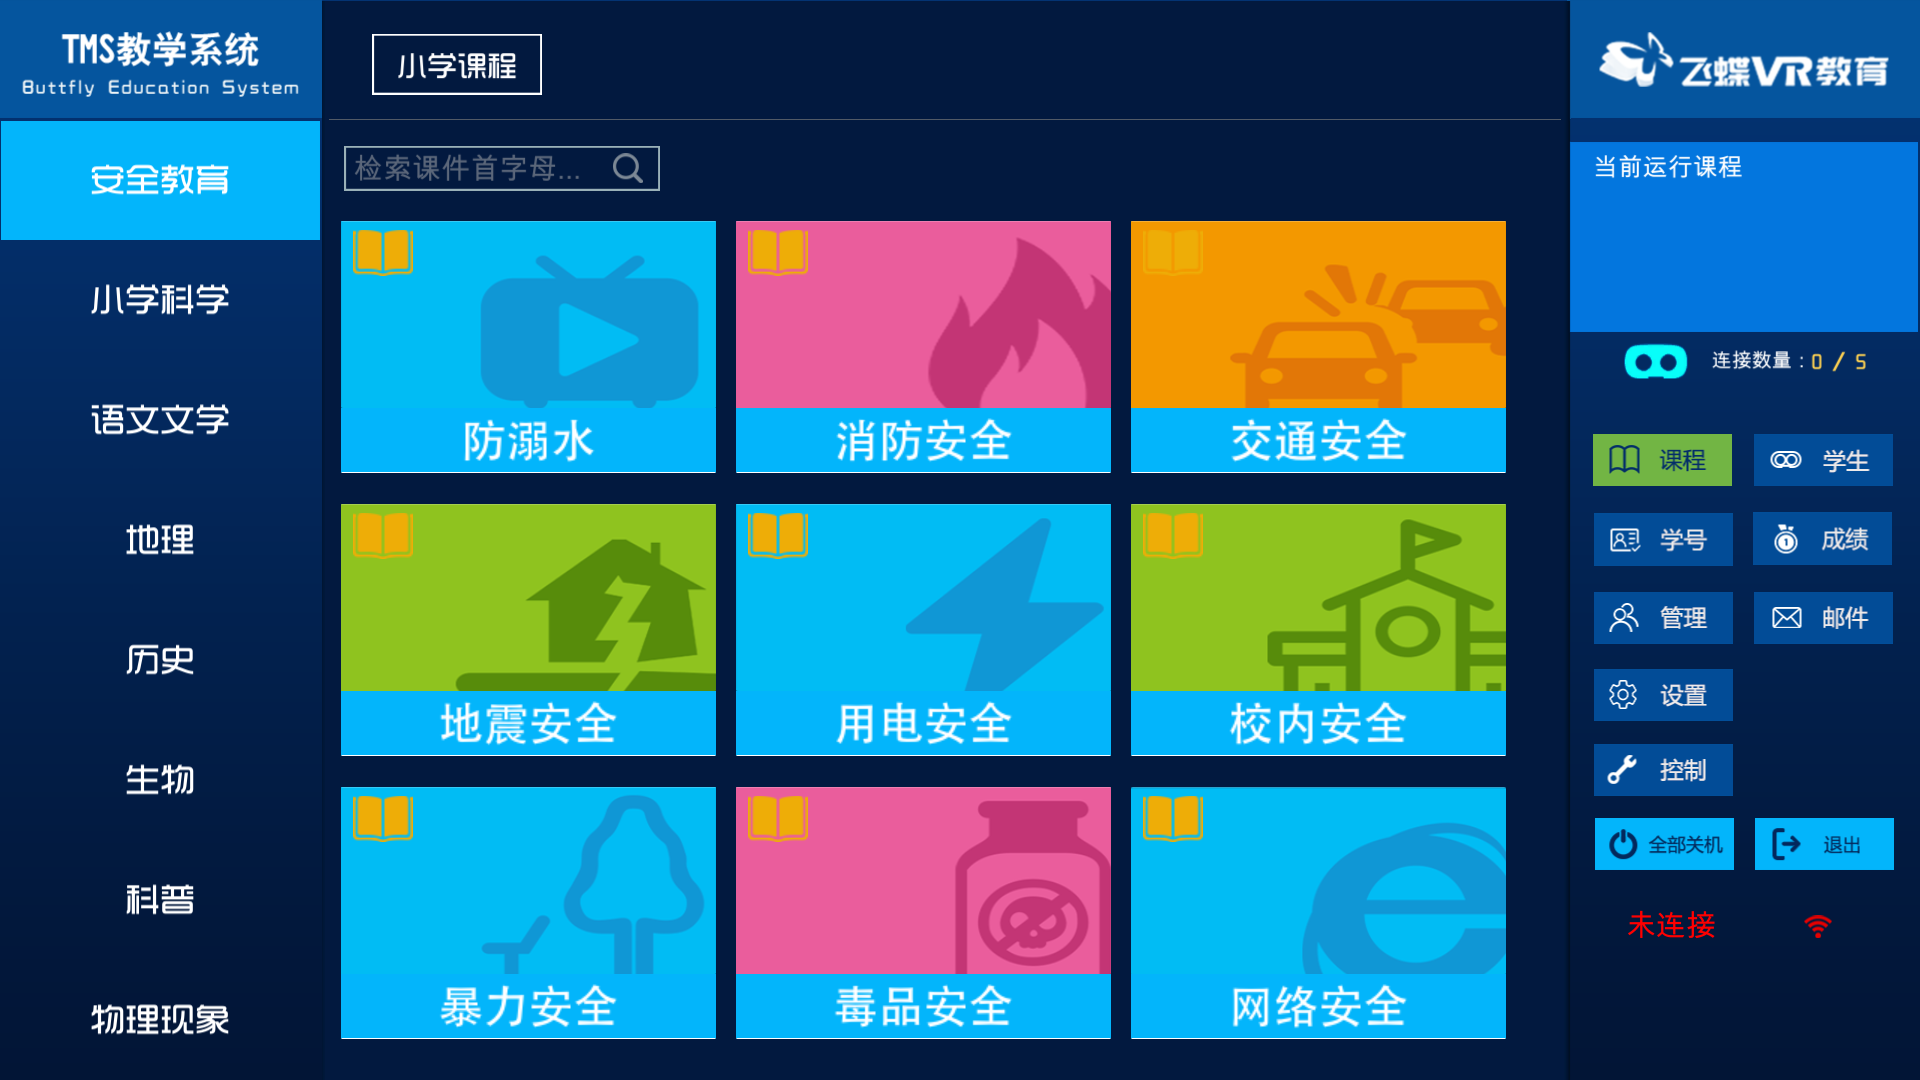 TMS教学系统
Buttfly Education System
安全教育
小学科学
语文文学
地理
历史
生物
科普
物理现象
小学课程
检索课件首字母...
防溺水
消防安全
交通安全
地震安全
用电安全
校内安全
暴力安全
毒品安全
网络安全
飞蝶VR教育
当前运行课程
连接数量:0 / 5
课程
学生
学号
成绩
管理
邮件
设置
控制
全部关机
退出
未连接